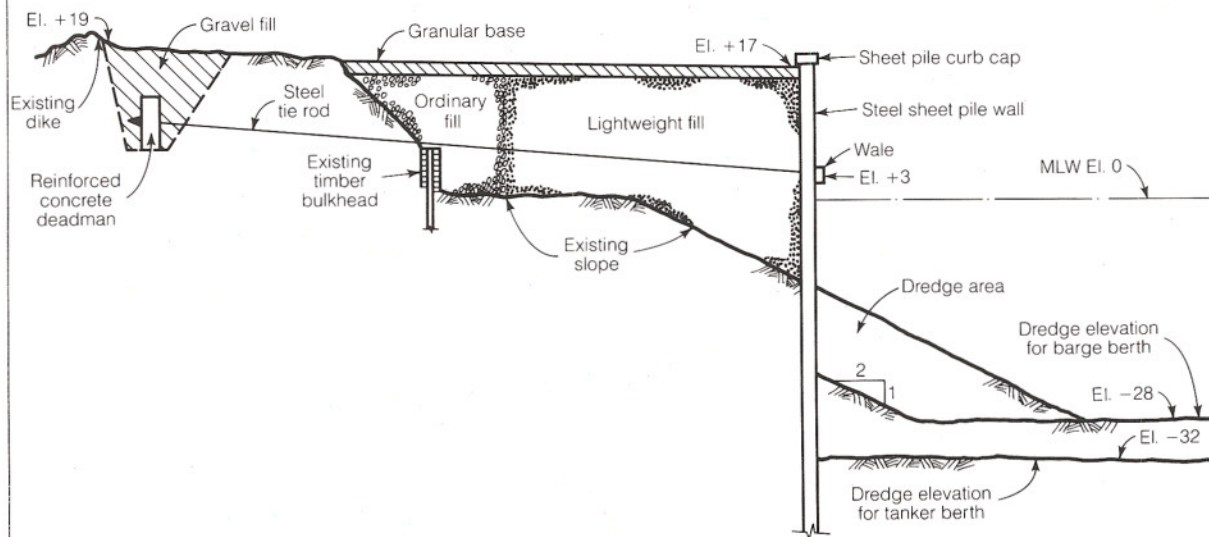 El. +19
Gravel fill
Granular base
El. +17
Sheet pile curb cap
Existing
dike
Steel
tie rod
Ordinary
fill
Lightweight fill
Steel sheet pile wall
Reinforced
concrete
deadman
Existing
timber
bulkhead
Wale
El. +3
MLW El. 0
Existing
slope
Dredge area
Dredge elevation
for barge berth
2
1
El. −28
El. −32
Dredge elevation
for tanker berth